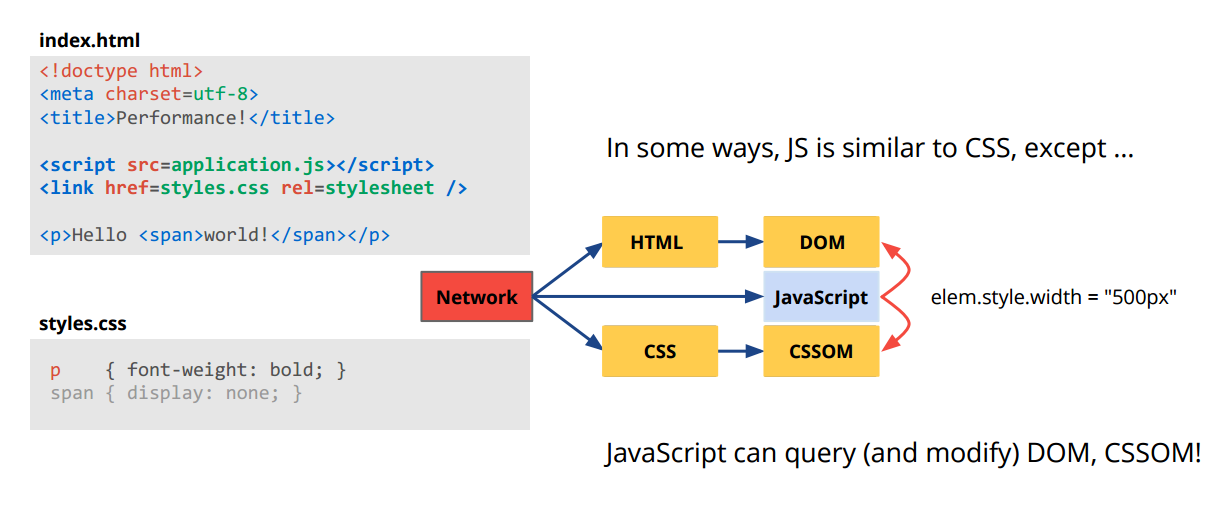 index.html
<!doctype html>
<meta charset=utf-8>
<title>Performance!</title>
<script src=application.js></script>
<link href=styles.css rel=stylesheet />
<p>Hello <span>world!</span></p>
styles.css
p    { font-weight: bold; }
span { display: none; }
In some ways, JS is similar to CSS, except ...
HTML
DOM
Network
JavaScript
elem.style.width = "500px"
CSS
CSSOM
JavaScript can query (and modify) DOM, CSSOM!